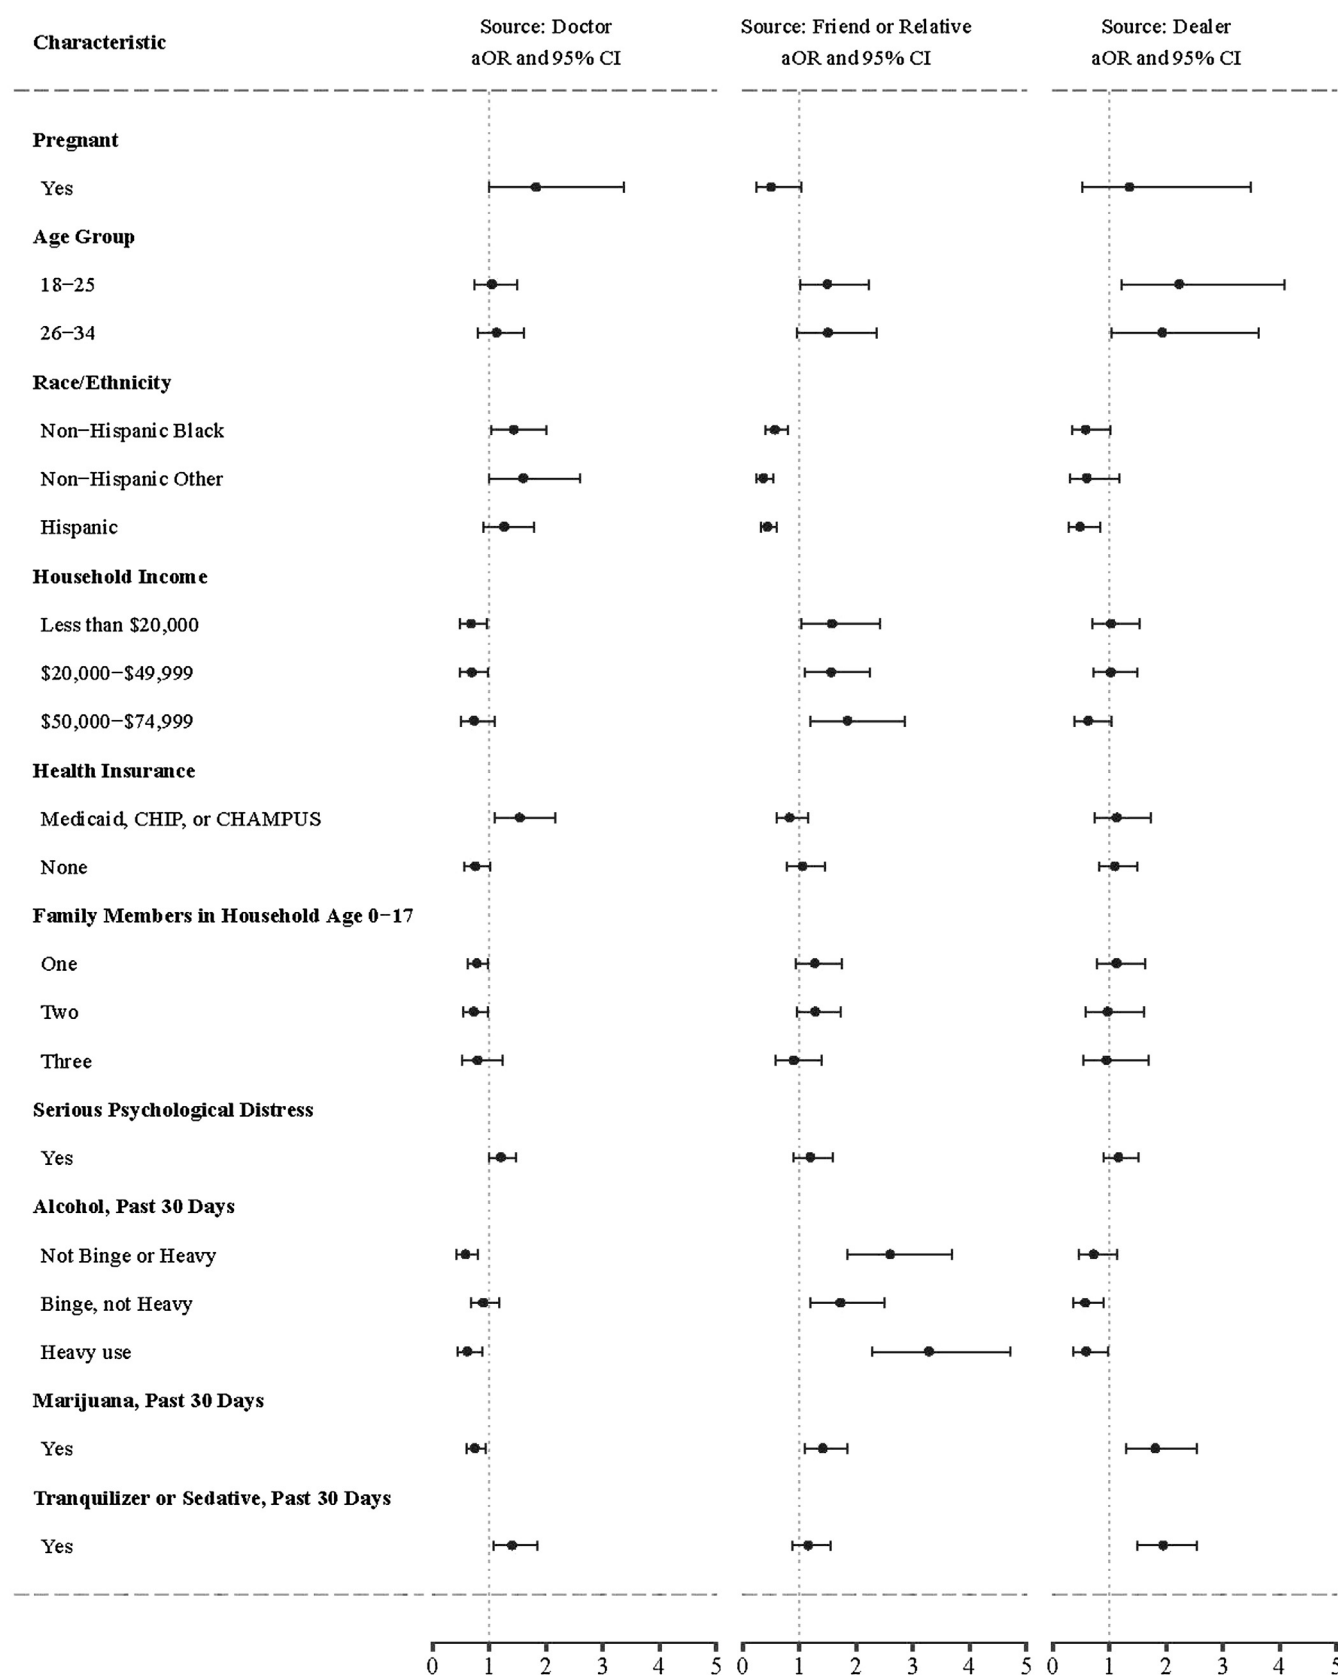 Characteristic
Source: Doctor
aOR and 95% CI
Source: Friend or Relative
aOR and 95% CI
Source: Dealer
aOR and 95% CI
Pregnant
Yes
Age Group
18−25
26−34
Race/Ethnicity
Non−Hispanic Black
Non−Hispanic Other
Hispanic
Household Income
Less than $20,000
$20,000−$49,999
$50,000−$74,999
Health Insurance
Medicaid, CHIP, or CHAMPUS
None
Family Members in Household Age 0−17
One
Two
Three
Serious Psychological Distress
Yes
Alcohol, Past 30 Days
Not Binge or Heavy
Binge, not Heavy
Heavy use
Marijuana, Past 30 Days
Yes
Tranquilizer or Sedative, Past 30 Days
Yes
0 1 2 3 4 5 0 1 2 3 4 5 0 1 2 3 4 5